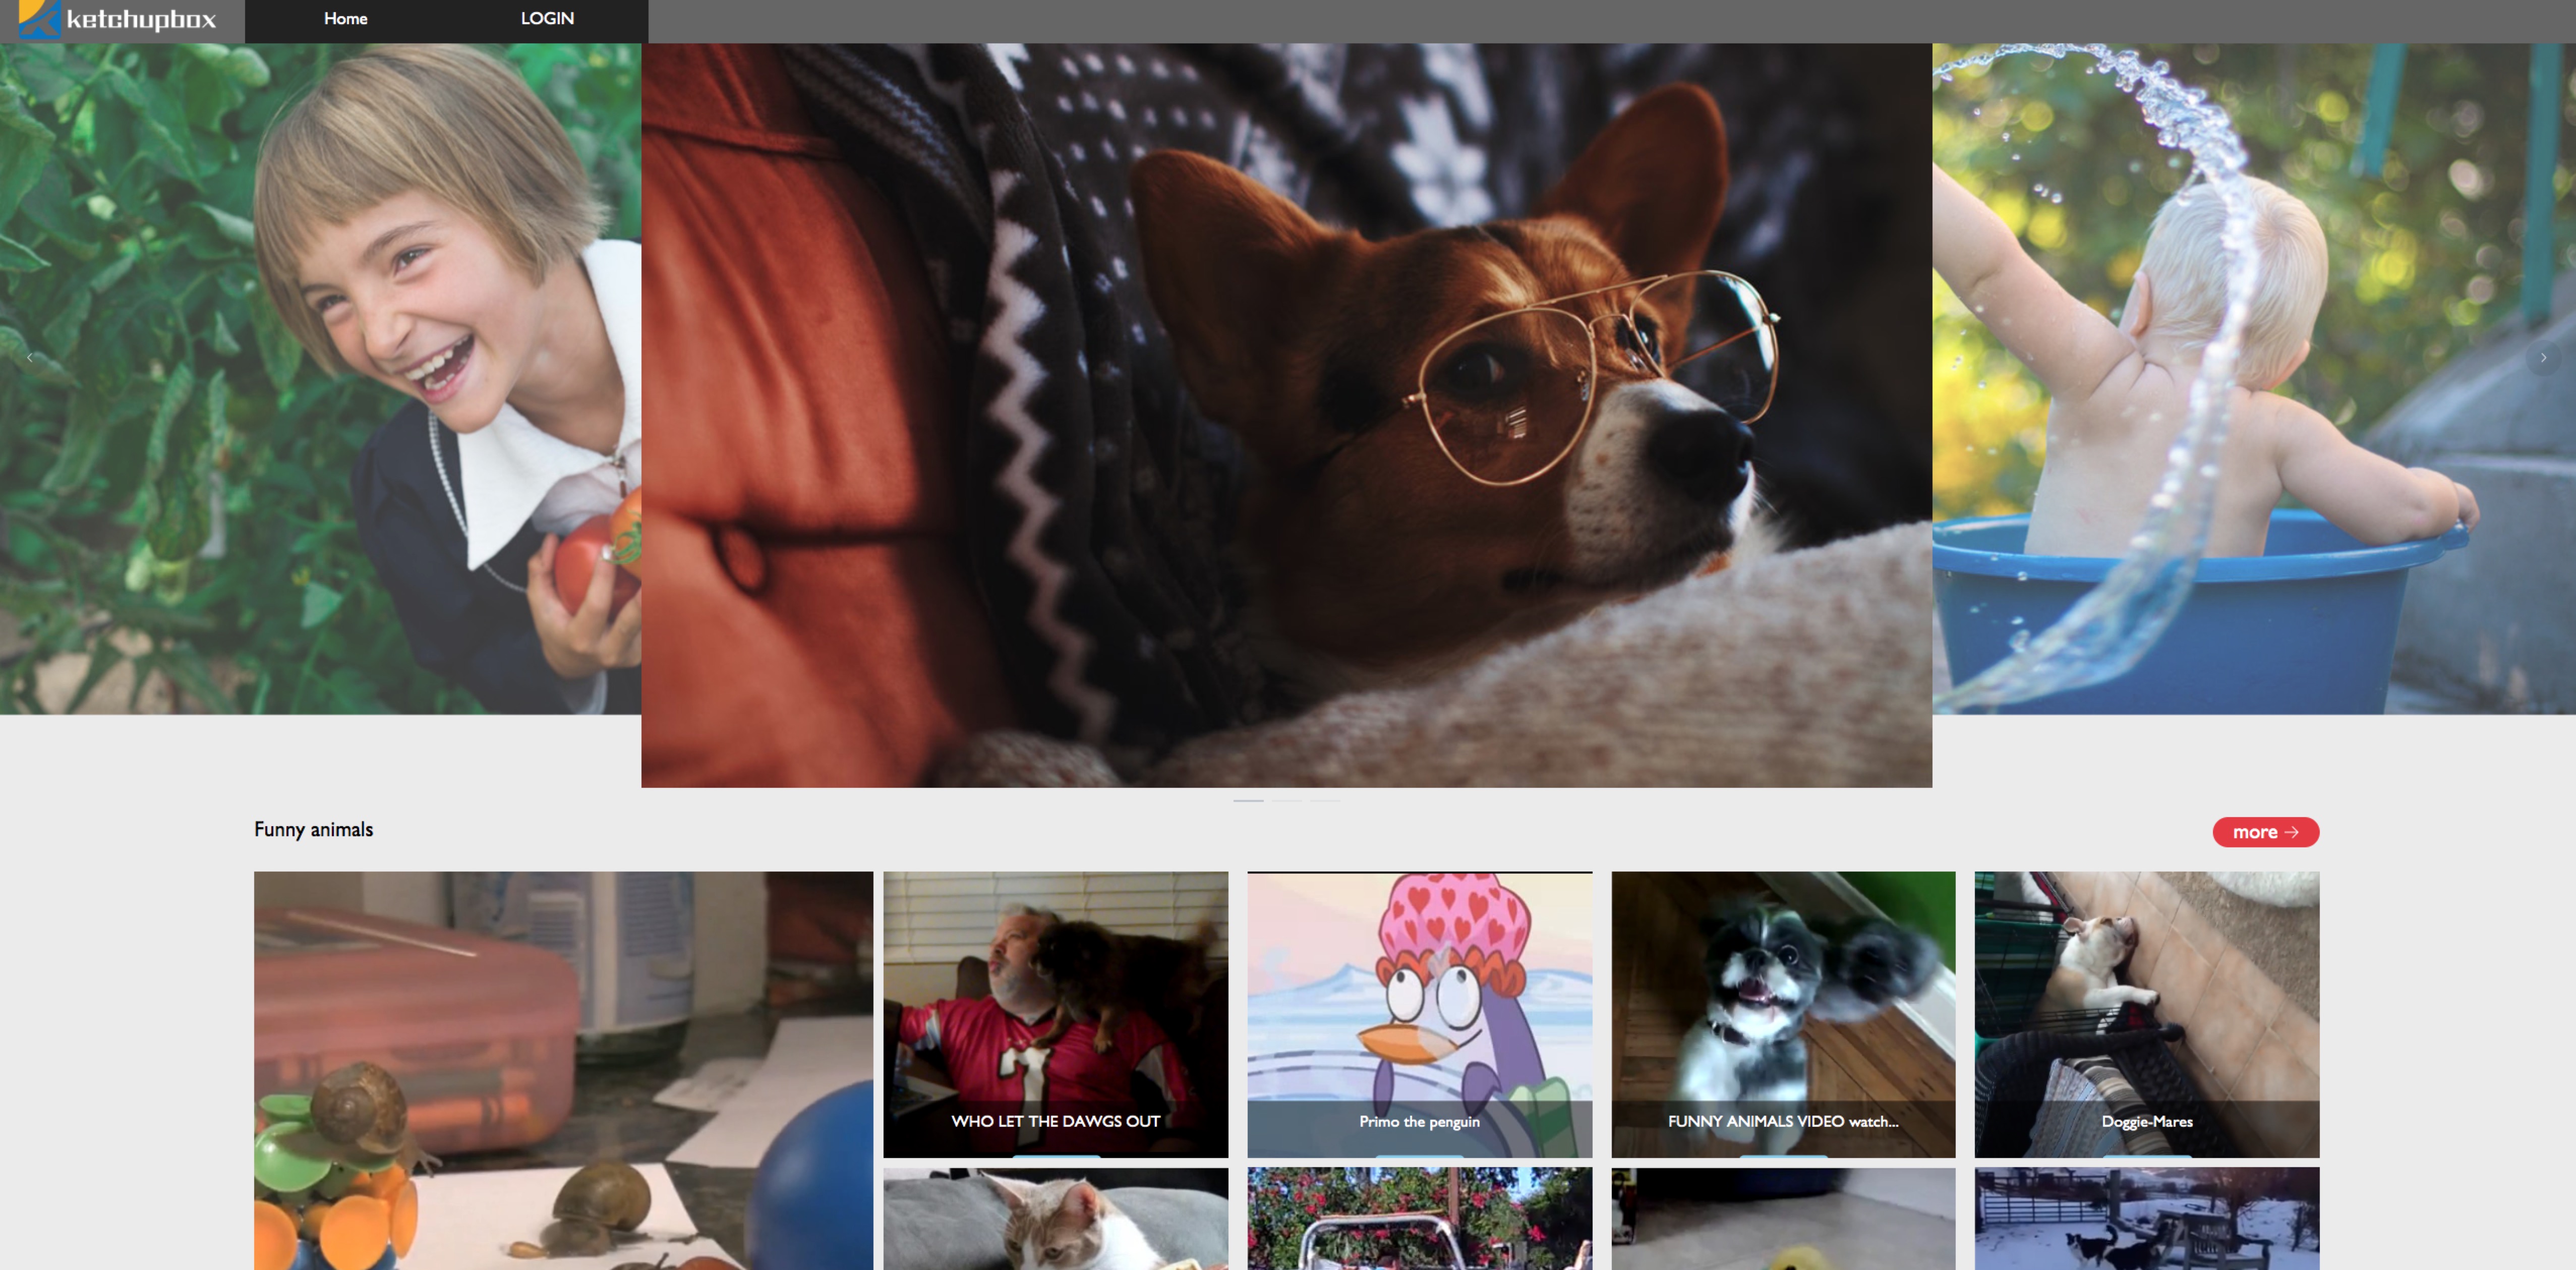 ketchupbox
Home
LOGIN
Funny animals
more →
WHO LET THE DAWGS OUT
Primo the penguin
FUNNY ANIMALS VIDEO watch...
Doggie-Mares